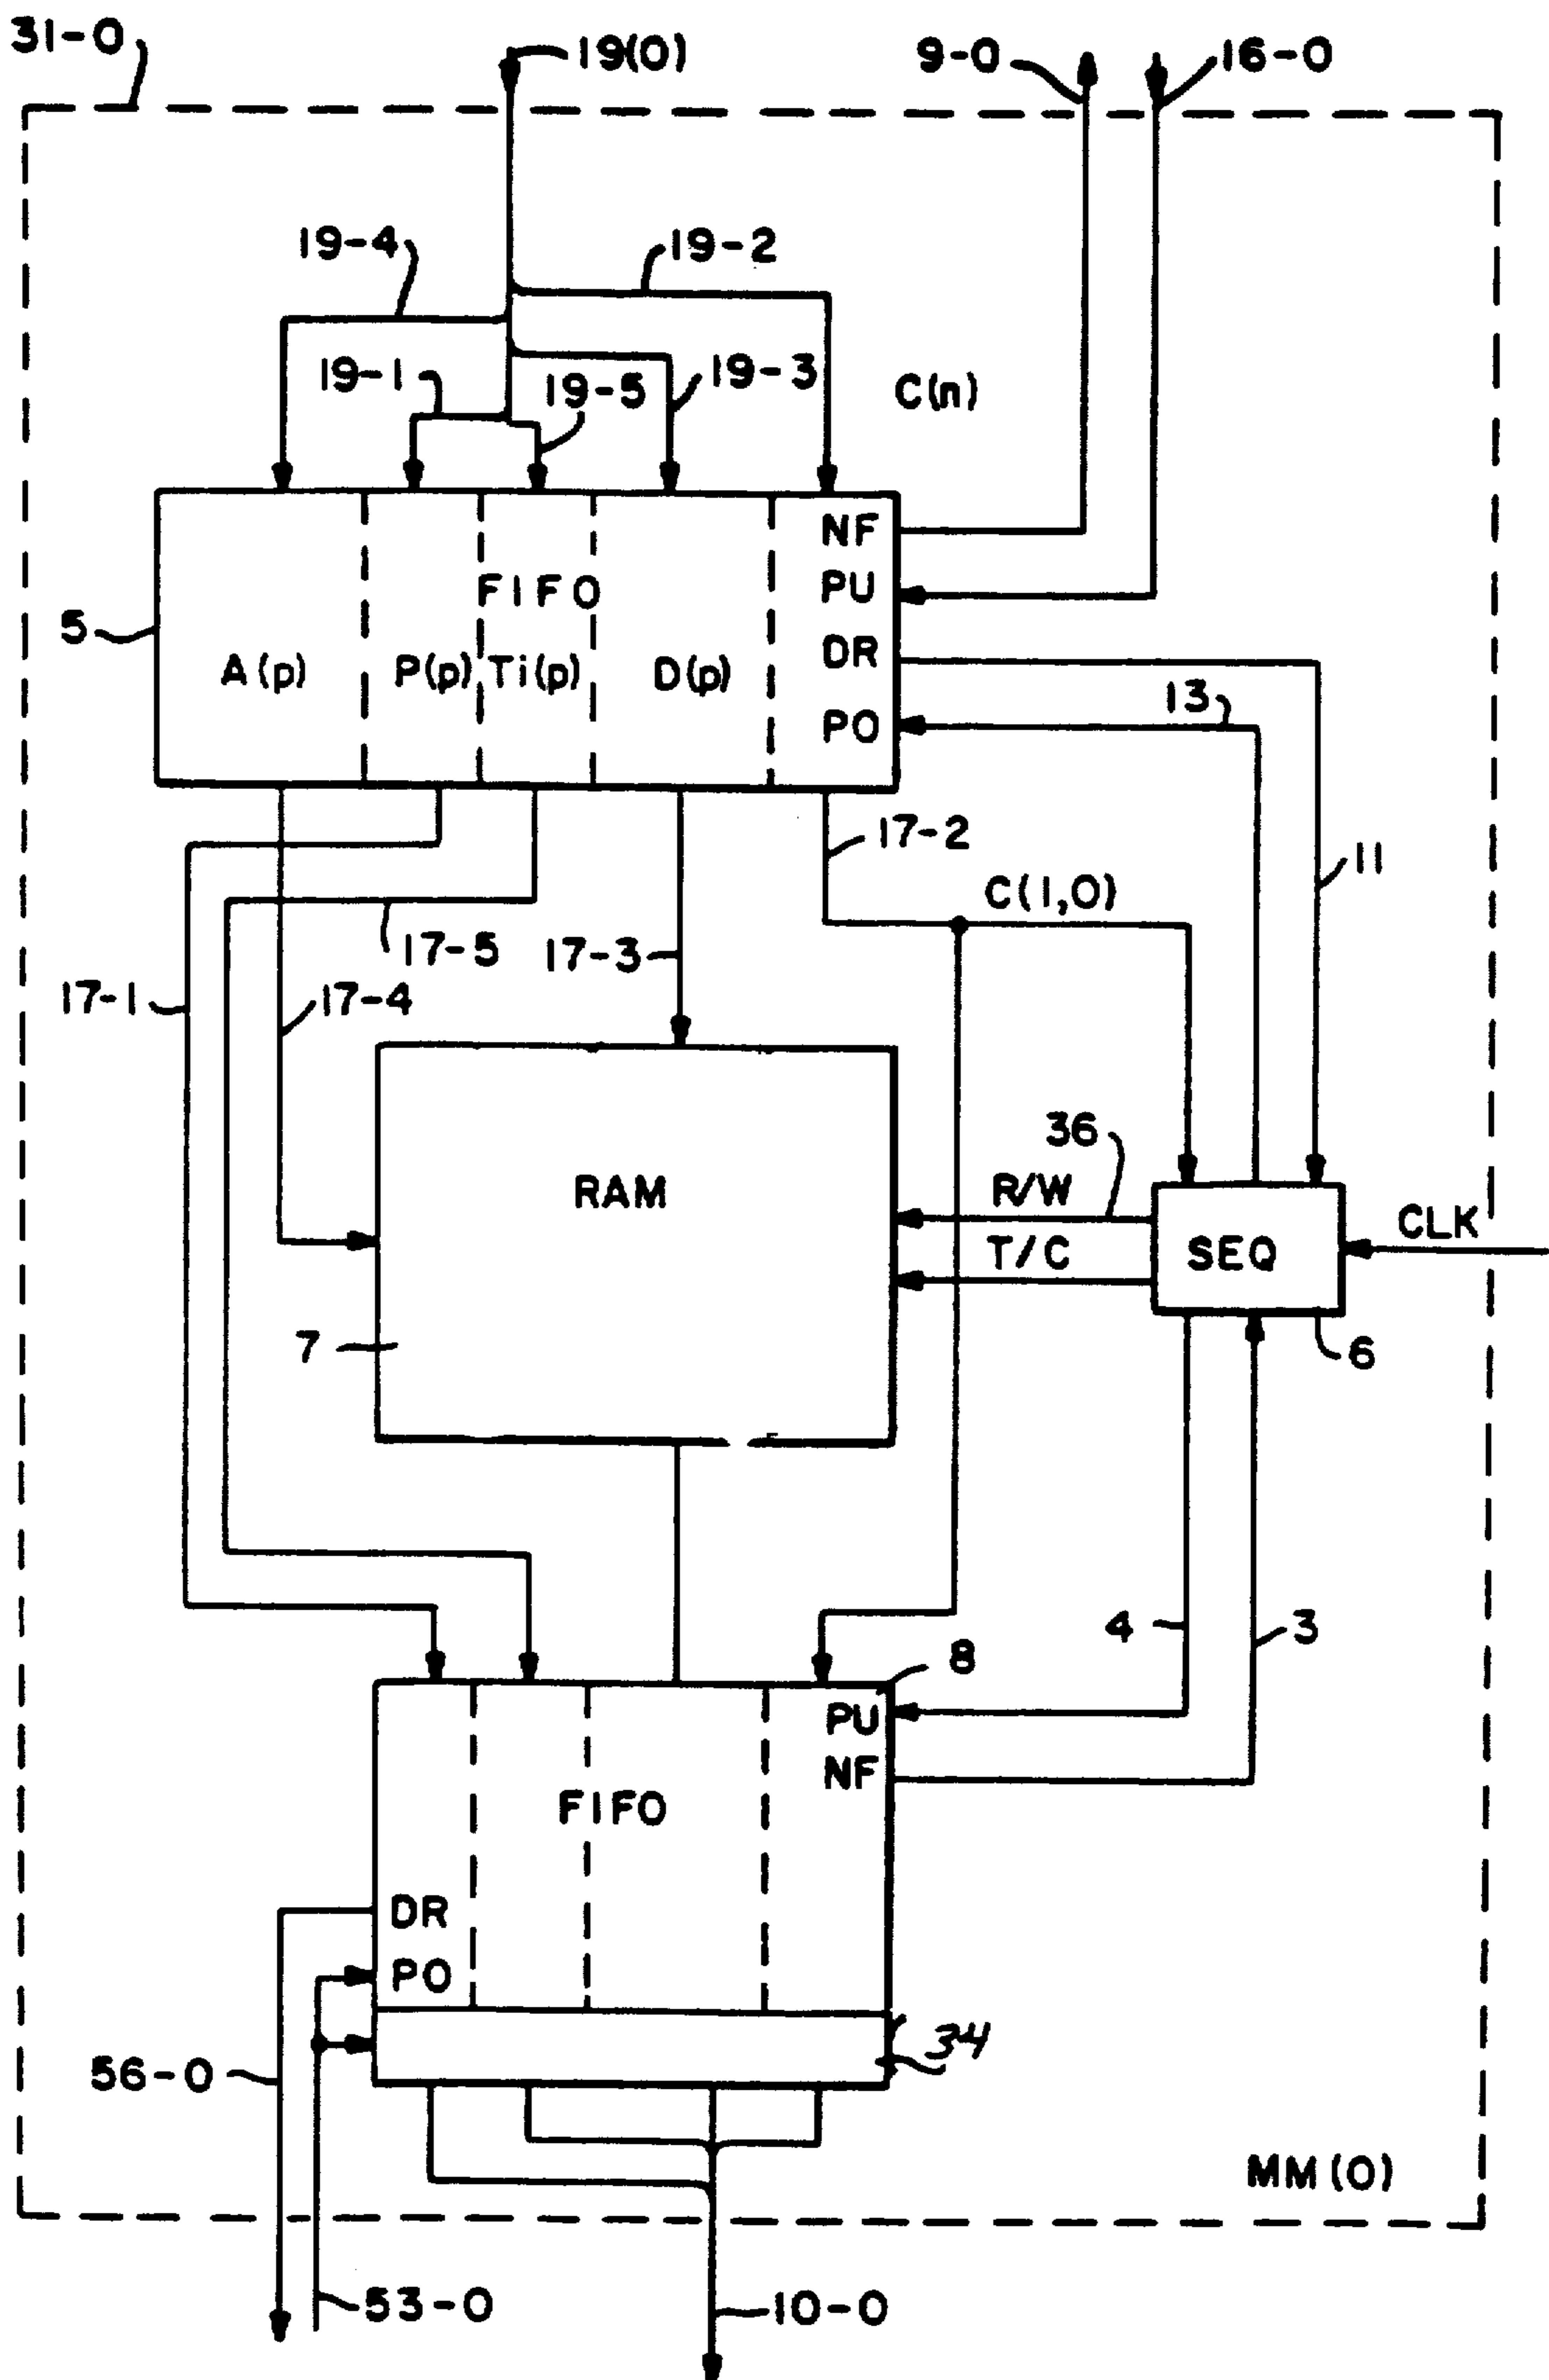 31-0
19(0)
9-0
16-0
19-4
19-2
19-1
19-5
19-3
C(n)
NF
FIFO
PU
5
DR
A(p)
P(p)
Ti(p)
D(p)
13
PO
17-2
11
C(1,0)
17-5
17-3
17-1
17-4
36
RAM
R/W
CLK
T/C
SEQ
7
6
4
3
8
PU
NF
FIFO
DR
PO
34
56-0
MM(0)
53-0
10-0